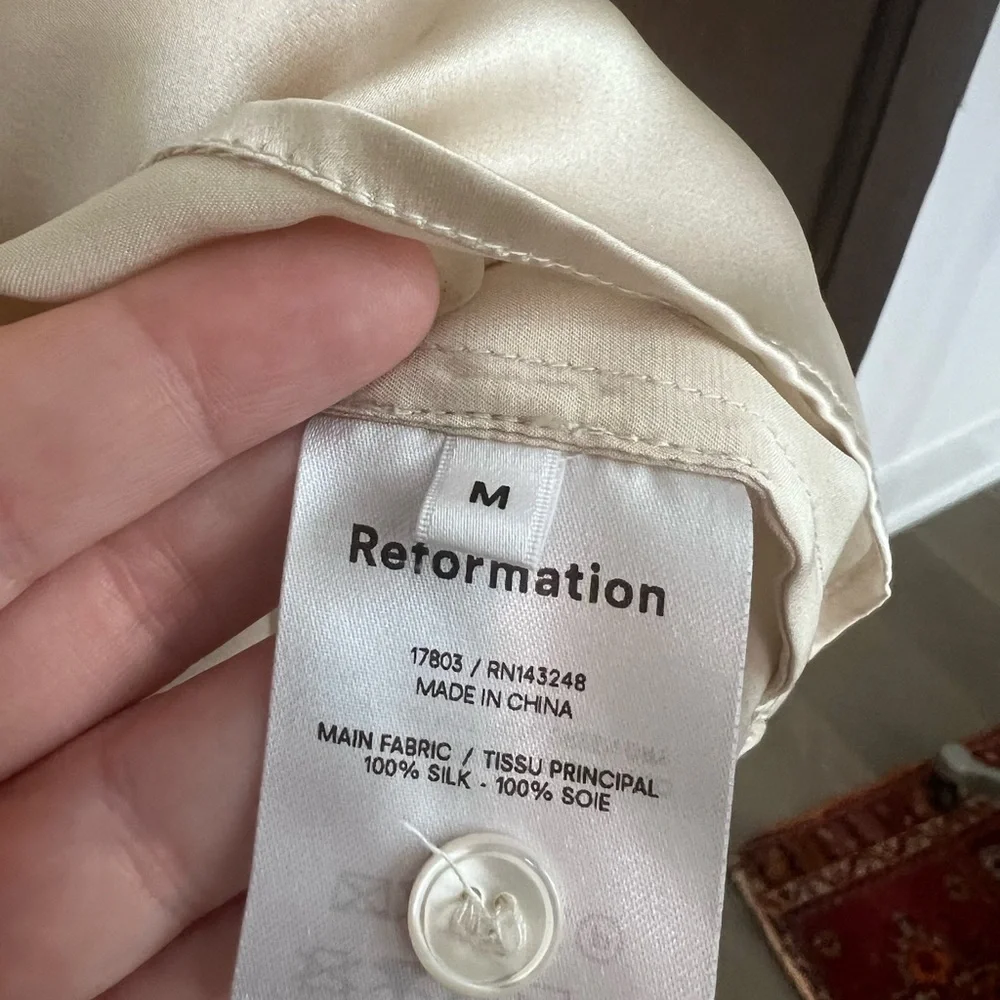 M
Reformation
17803 / RN143248
MADE IN CHINA
MAIN FABRIC / TISSU PRINCIPAL
100% SILK - 100% SOIE